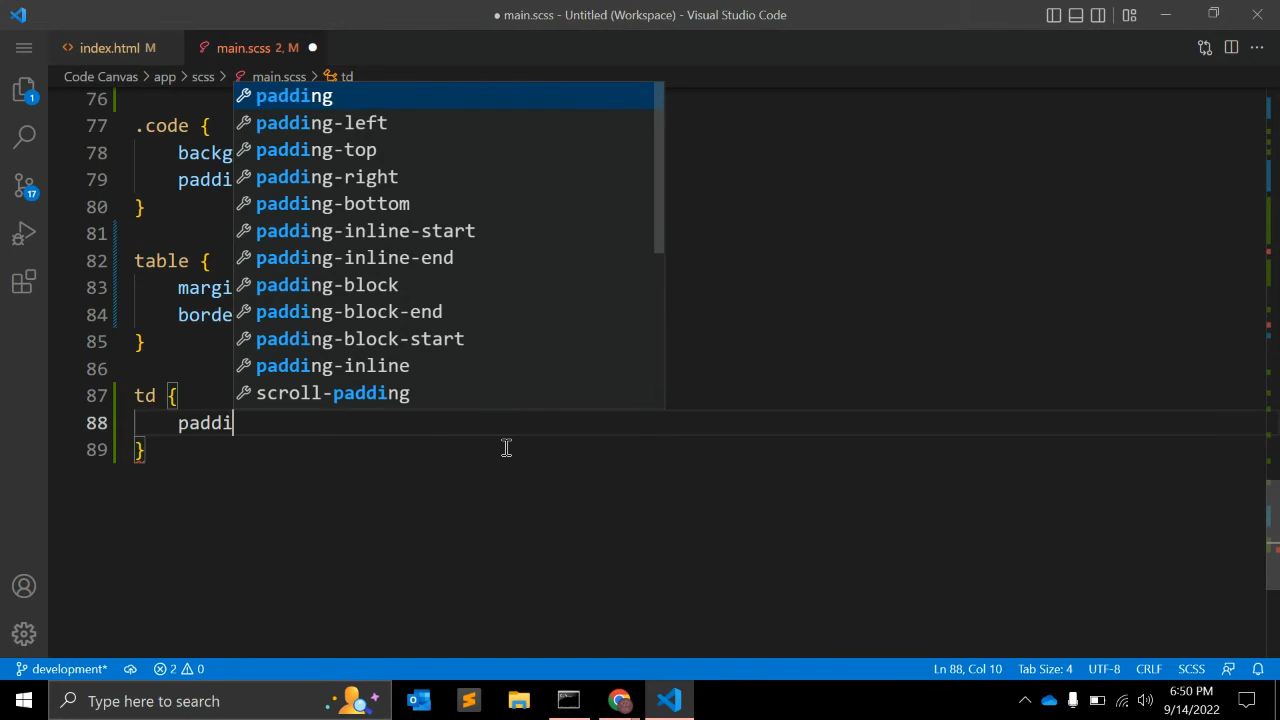 ● main.scss - Untitled (Workspace) - Visual Studio Code
index.html M
main.scss 2, M ●
Code Canvas > app > scss > main.scss > td
76
77 .code {
78 backg
79 paddi
80 }
81
82 table {
83 margi
84 borde
85 }
86
87 td {
88 paddi
89 }
padding
padding-left
padding-top
padding-right
padding-bottom
padding-inline-start
padding-inline-end
padding-block
padding-block-end
padding-block-start
padding-inline
scroll-padding
1
17
development* 2 0 Ln 88, Col 10 Tab Size: 4 UTF-8 CRLF SCSS
Type here to search
6:50 PM
9/14/2022